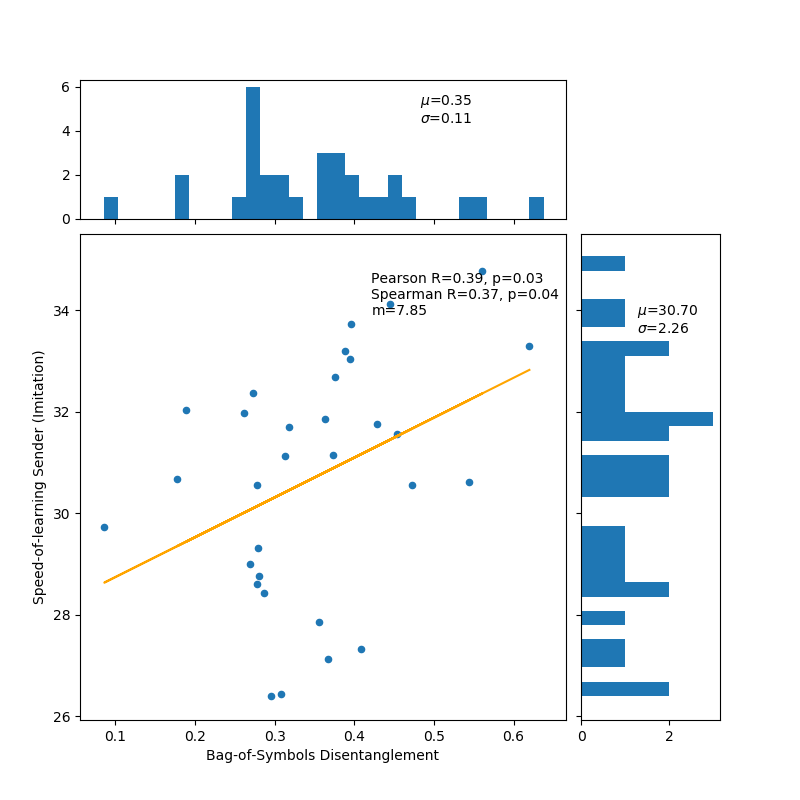 6
4
2
0
μ=0.35
σ=0.11
34
32
30
28
26
Speed-of-learning Sender (Imitation)
Pearson R=0.39, p=0.03
Spearman R=0.37, p=0.04
m=7.85
μ=30.70
σ=2.26
0.1 0.2 0.3 0.4 0.5 0.6
0 2
Bag-of-Symbols Disentanglement